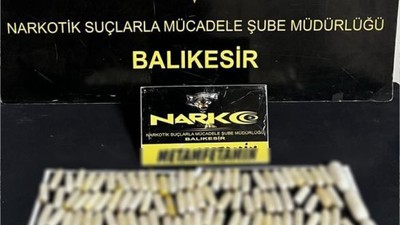 NARKOTİK SUÇLARLA MÜCADELE ŞUBE MÜDÜRLÜĞÜ
BALIKESİR
NARKO
NARKOTİK SUÇLARLA MÜCADELE ŞUBE MÜDÜRLÜĞÜ
BALIKESİR
METAMFETAMİN